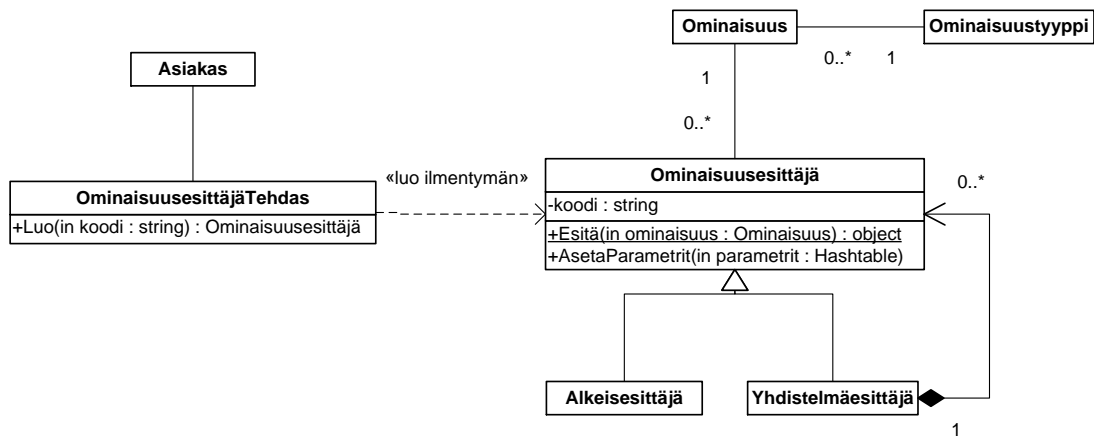 Ominaisuus
Ominaisuustyyppi
0..*
1
Asiakas
1
0..*
«luo ilmentymän»
OminaisuusesittäjäTehdas
+Luo(in koodi : string) : Ominaisuusesittäjä
Ominaisuusesittäjä
-koodi : string
+Esitä(in ominaisuus : Ominaisuus) : object
+AsetaParametrit(in parametrit : Hashtable)
0..*
Alkeisesittäjä
Yhdistelmäesittäjä
1